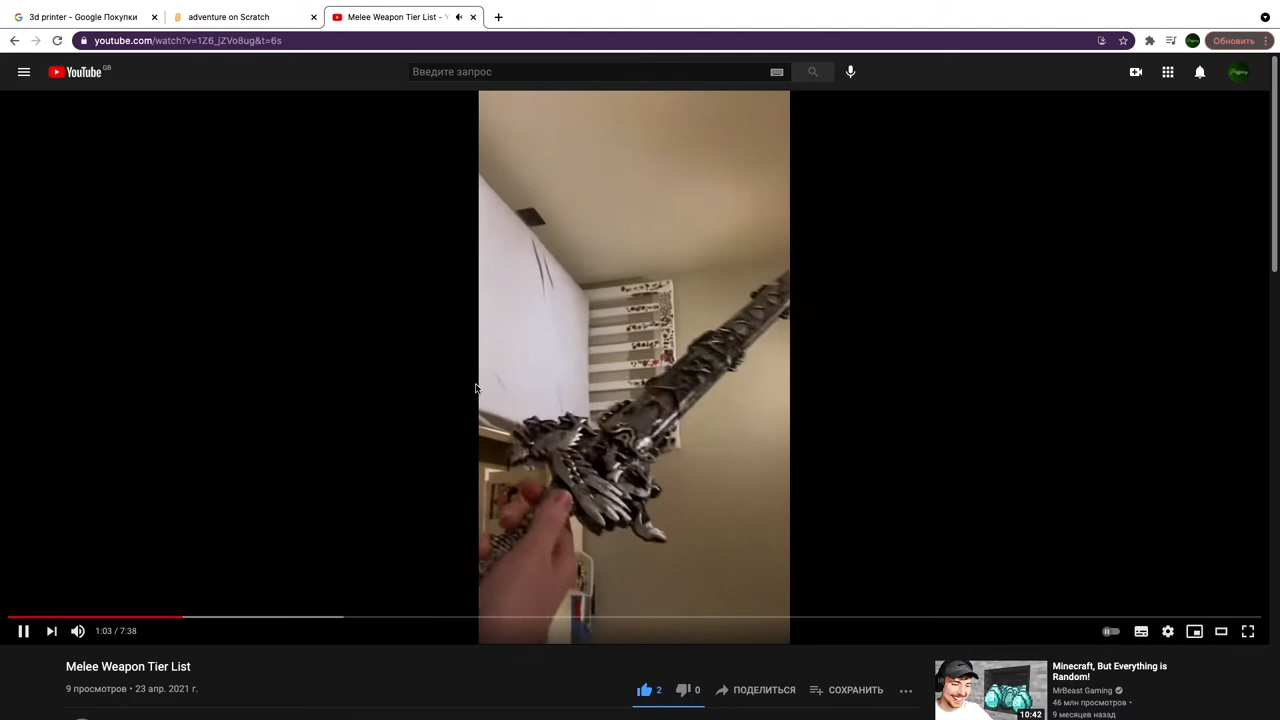 3d printer - Google Покупки
adventure on Scratch
Melee Weapon Tier List -
youtube.com/watch?v=1Z6_jZVo8ug&t=6s
Обновить
YouTube GB
Введите запрос
1:03 / 7:38
Melee Weapon Tier List
9 просмотров • 23 апр. 2021 г.
2
0
ПОДЕЛИТЬСЯ
СОХРАНИТЬ
10:42
Minecraft, But Everything is
Random!
MrBeast Gaming
46 млн просмотров •
9 месяцев назад